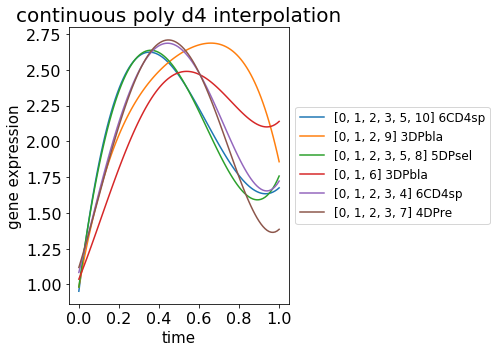 continuous poly d4 interpolation
gene expression
2.75
2.50
2.25
2.00
1.75
1.50
1.25
1.00
0.0 0.2 0.4 0.6 0.8 1.0
time
[0, 1, 2, 3, 5, 10] 6CD4sp
[0, 1, 2, 9] 3DPbla
[0, 1, 2, 3, 5, 8] 5DPsel
[0, 1, 6] 3DPbla
[0, 1, 2, 3, 4] 6CD4sp
[0, 1, 2, 3, 7] 4DPre